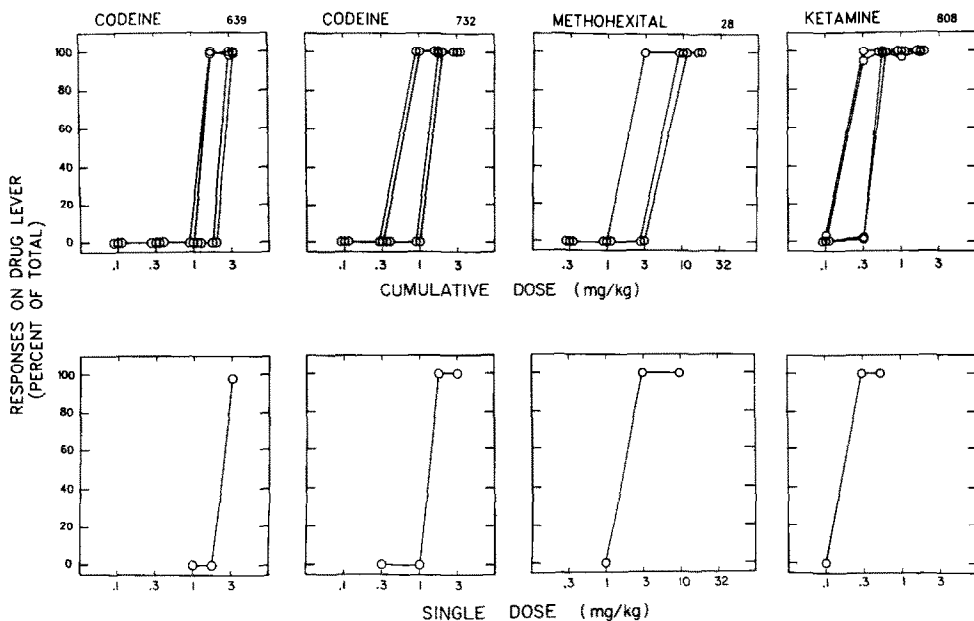 CODEINE 639 CODEINE 732 METHOHEXITAL 28 KETAMINE 808
100
80
60
40
20
0
.1 .3 1 3 .1 .3 1 3 .3 1 3 10 32 .1 .3 1 3
CUMULATIVE DOSE (mg/kg)
RESPONSES ON DRUG LEVER
(PERCENT OF TOTAL)
100
80
60
40
20
0
.1 .3 1 3 .1 .3 1 3 .3 1 3 10 32 .1 .3 1 3
SINGLE DOSE (mg/kg)